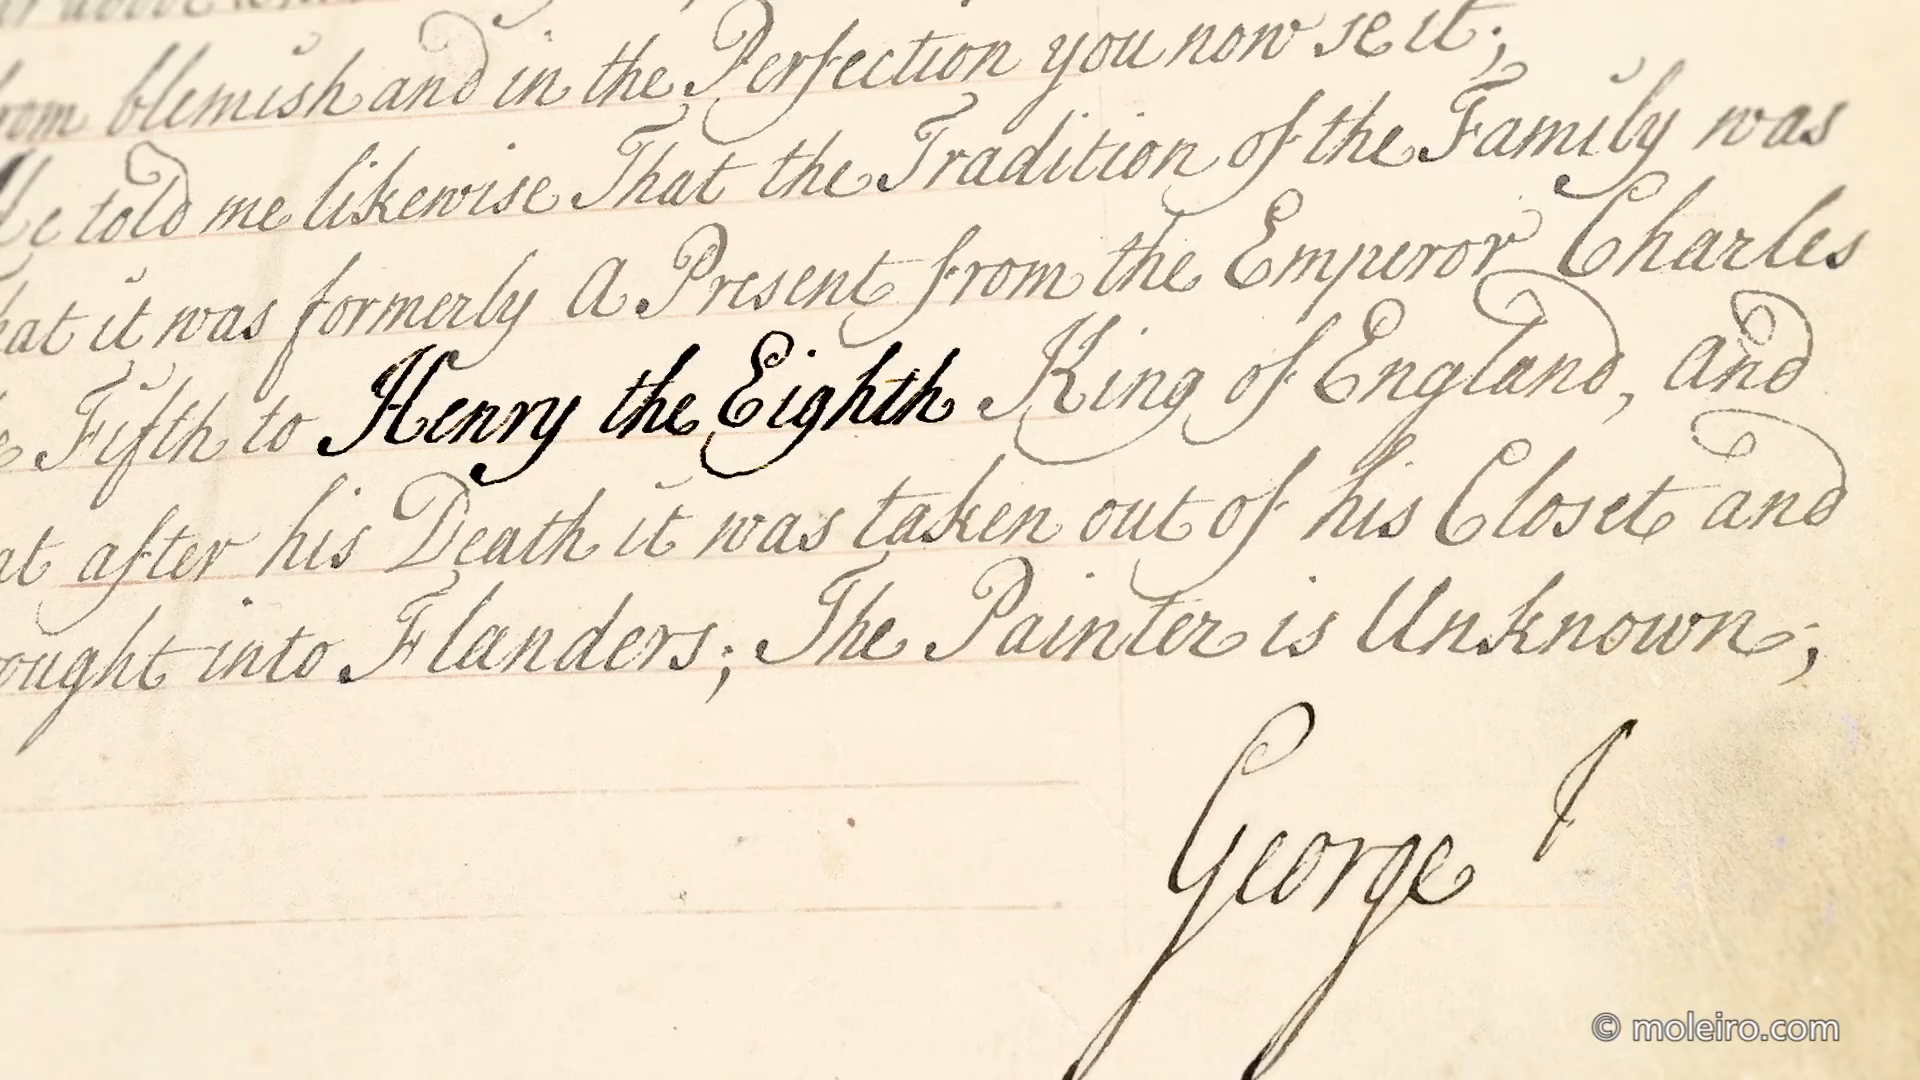 from blemish and in the Perfection you now se it;
He told me likewise That the Tradition of the Family was
that it was formerly A Present from the Emperor Charles
Fifth to Henry the Eighth King of England, and
at after his Death it was taken out of his Closet and
ought into Flanders; The Painter is Unknown;
George
© moleiro.com